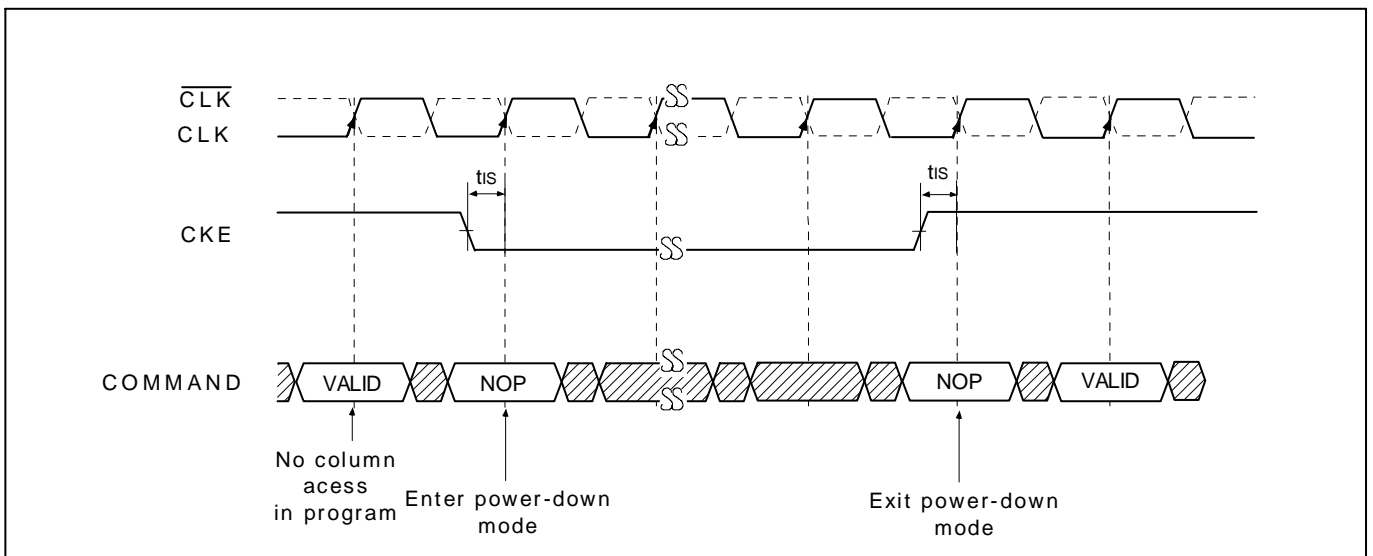 CLK
CLK
tIS
tIS
CKE
COMMAND
VALID
NOP
NOP
VALID
No column
acess
in program
Enter power-down
mode
Exit power-down
mode